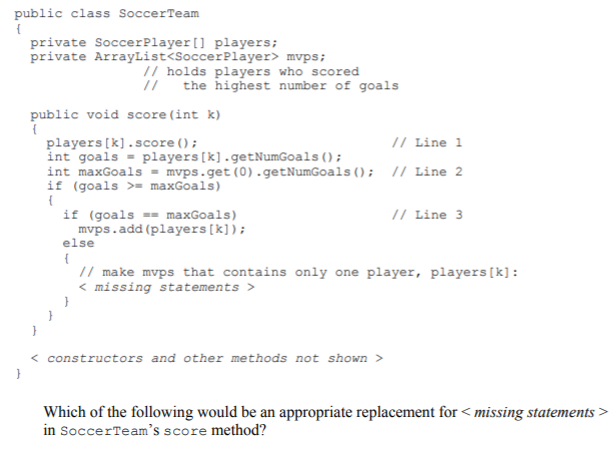 public class SoccerTeam
{
private SoccerPlayer[] players;
private ArrayList<SoccerPlayer> mvps;
// holds players who scored
// the highest number of goals
public void score(int k)
{
players[k].score(); // Line 1
int goals = players[k].getNumGoals();
int maxGoals = mvps.get(0).getNumGoals(); // Line 2
if (goals >= maxGoals)
{
if (goals == maxGoals) // Line 3
mvps.add(players[k]);
else
{
// make mvps that contains only one player, players[k]:
< missing statements >
}
}
}
< constructors and other methods not shown >
}
Which of the following would be an appropriate replacement for < missing statements >
in SoccerTeam's score method?